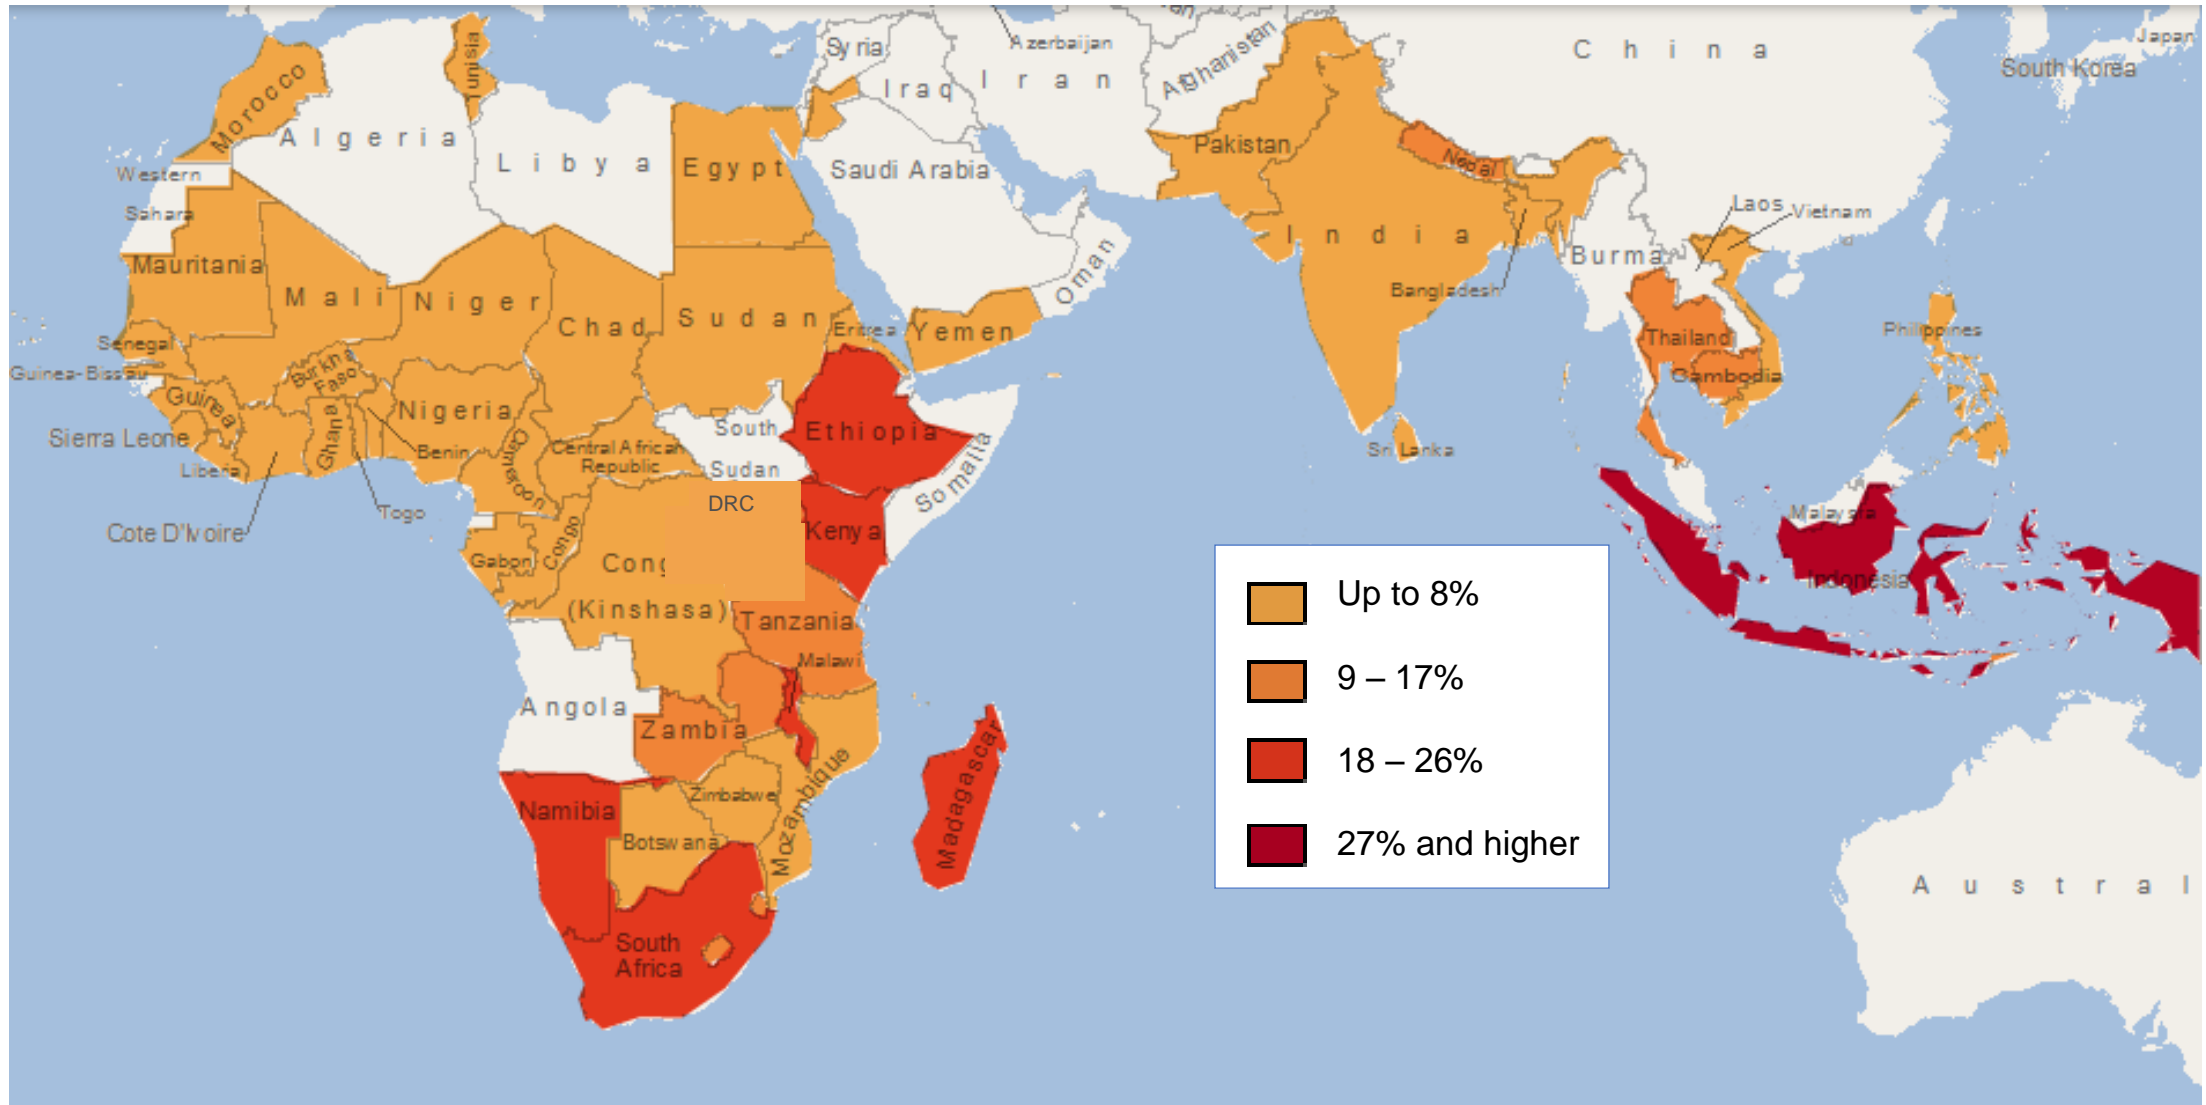 Tunisia
Syria
Azerbaijan
Afghanistan
China
Japan
South Korea
Morocco
Iraq
Iran
Algeria
Libya
Egypt
Saudi Arabia
Pakistan
Nepal
Western
Sahara
Laos
Vietnam
India
Burma
Oman
Bangladesh
Mauritania
Mali
Niger
Chad
Sudan
Eritrea
Yemen
Senegal
Philippines
Thailand
Guinea-Bissau
Burkina
Faso
Cambodia
Guinea
Nigeria
Ghana
South
Sudan
Ethiopia
Somalia
Sri Lanka
Sierra Leone
Liberia
Benin
Cameroon
Central African
Republic
DRC
Togo
Cote D'Ivoire
Kenya
Malaysia
Gabon
Congo
Cong
(Kinshasa)
Indonesia
Tanzania
Malawi
Angola
Zambia
Mozambique
Madagascar
Zimbabwe
Namibia
Botswana
South
Africa
Up to 8%
9 – 17%
18 – 26%
27% and higher
Austral